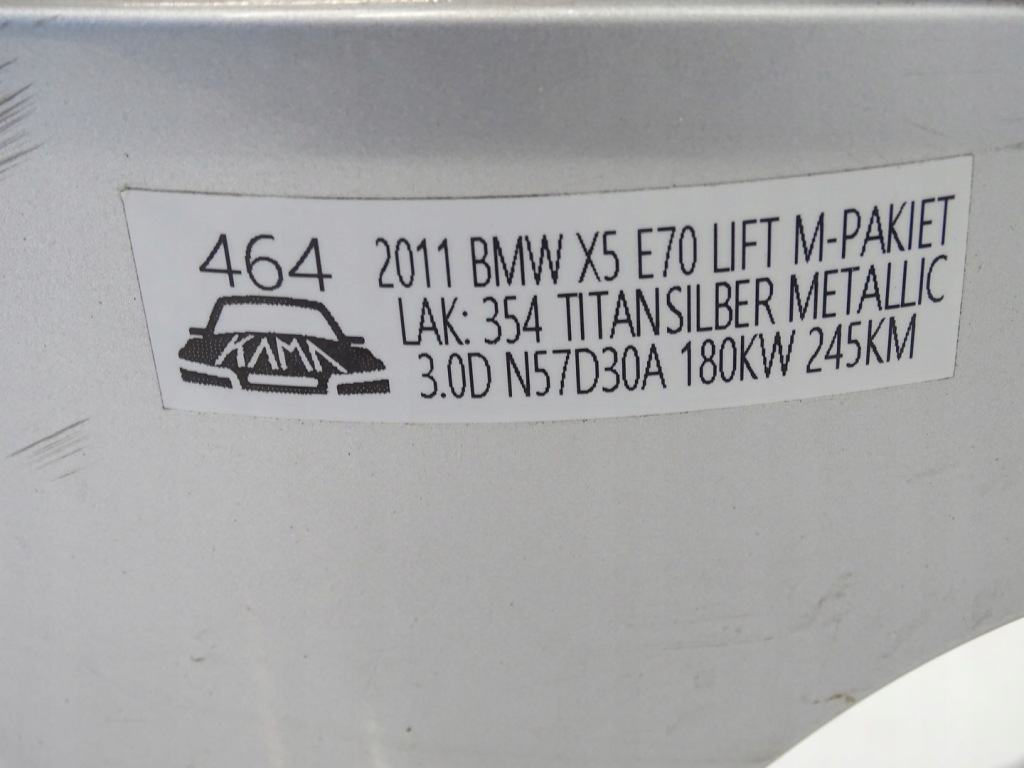 464
KAMA
2011 BMW X5 E70 LIFT M-PAKIET
LAK: 354 TITANSILBER METALLIC
3.0D N57D30A 180KW 245KM